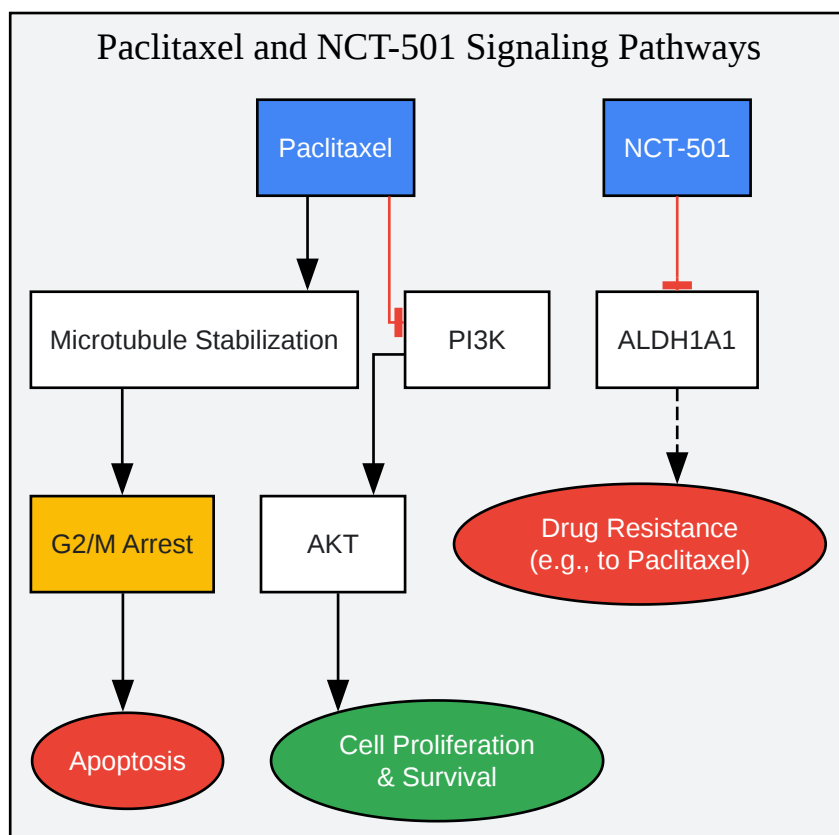 Paclitaxel and NCT-501 Signaling Pathways
Paclitaxel
NCT-501
Microtubule Stabilization
PI3K
ALDH1A1
G2/M Arrest
AKT
Drug Resistance
(e.g., to Paclitaxel)
Apoptosis
Cell Proliferation
& Survival